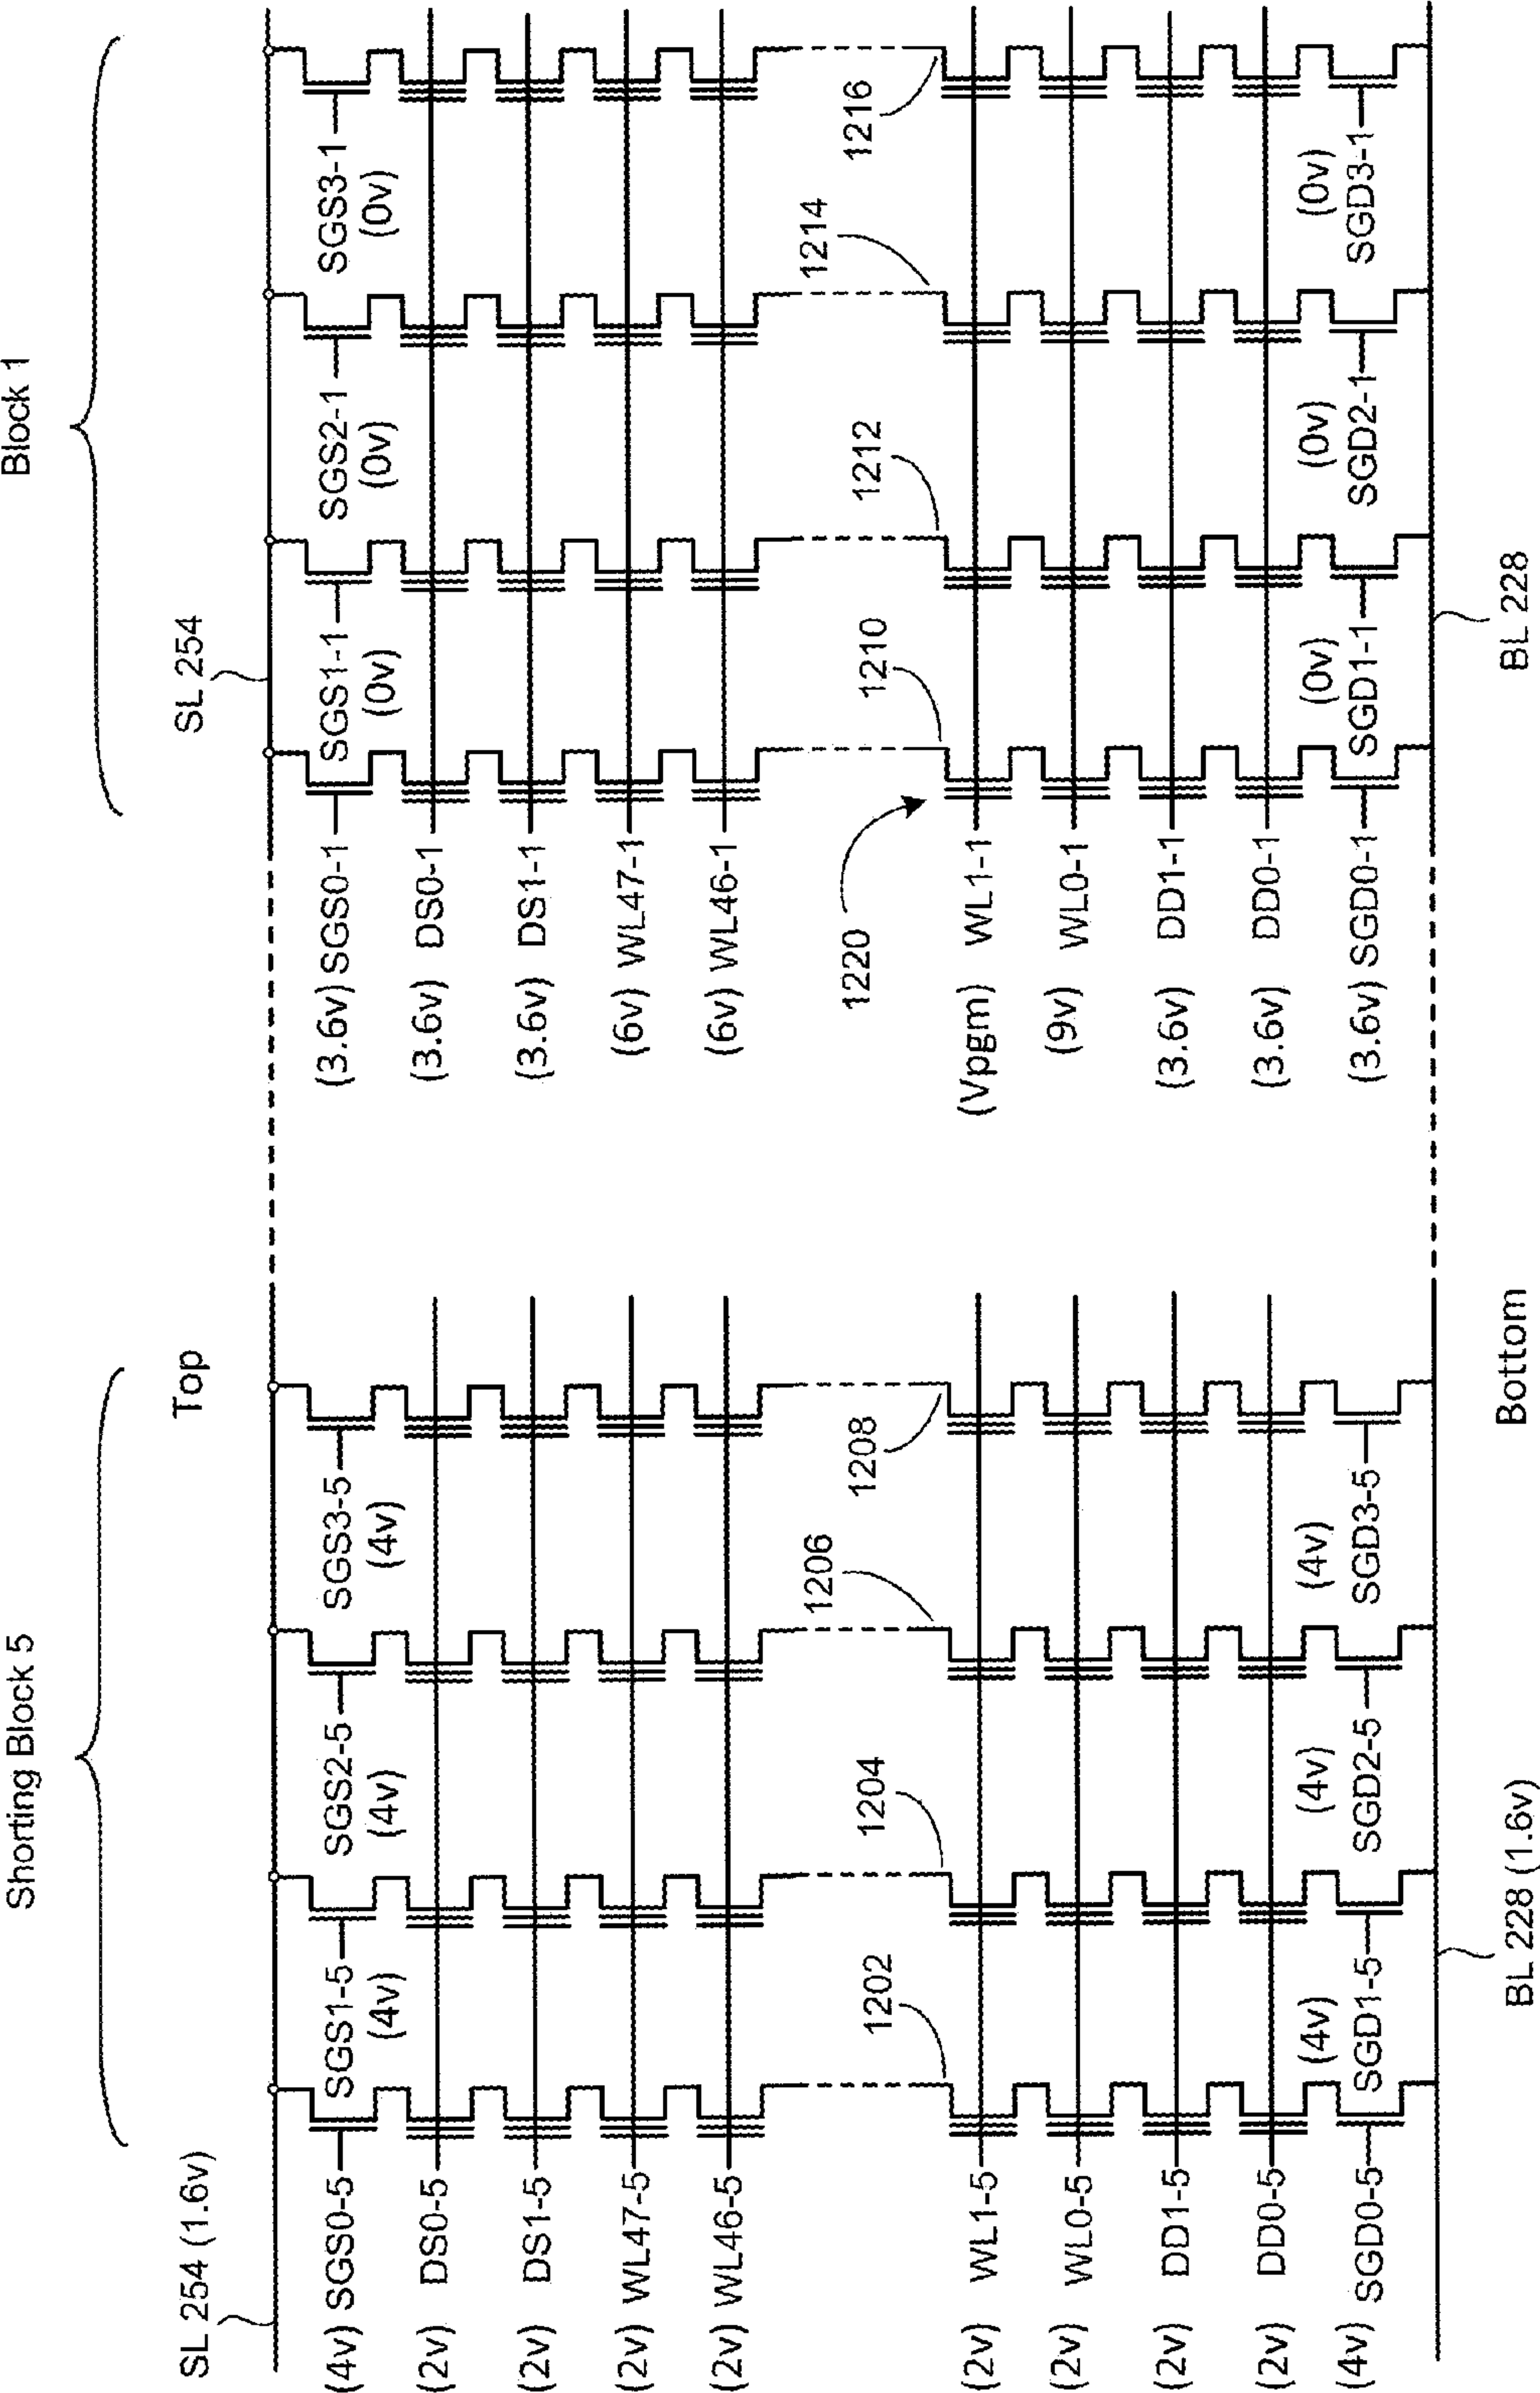 Shorting Block 5
Block 1
SL 254 (1.6v)
Top
SL 254
(4v) SGS0-5
SGS1-5
(4v)
SGS2-5
(4v)
SGS3-5
(4v)
(3.6v) SGS0-1
SGS1-1
(0v)
SGS2-1
(0v)
SGS3-1
(0v)
(2v) DS0-5
(3.6v) DS0-1
(2v) DS1-5
(3.6v) DS1-1
(2v) WL47-5
(6v) WL47-1
(2v) WL46-5
(6v) WL46-1
1202
1204
1206
1208
1220
1210
1212
1214
1216
(2v) WL1-5
(Vpgm) WL1-1
(2v) WL0-5
(9v) WL0-1
(2v) DD1-5
(3.6v) DD1-1
(2v) DD0-5
(3.6v) DD0-1
(4v) SGD0-5
(4v)
SGD1-5
(4v)
SGD2-5
(4v)
SGD3-5
(3.6v) SGD0-1
(0v)
SGD1-1
(0v)
SGD2-1
(0v)
SGD3-1
BL 228 (1.6v)
Bottom
BL 228